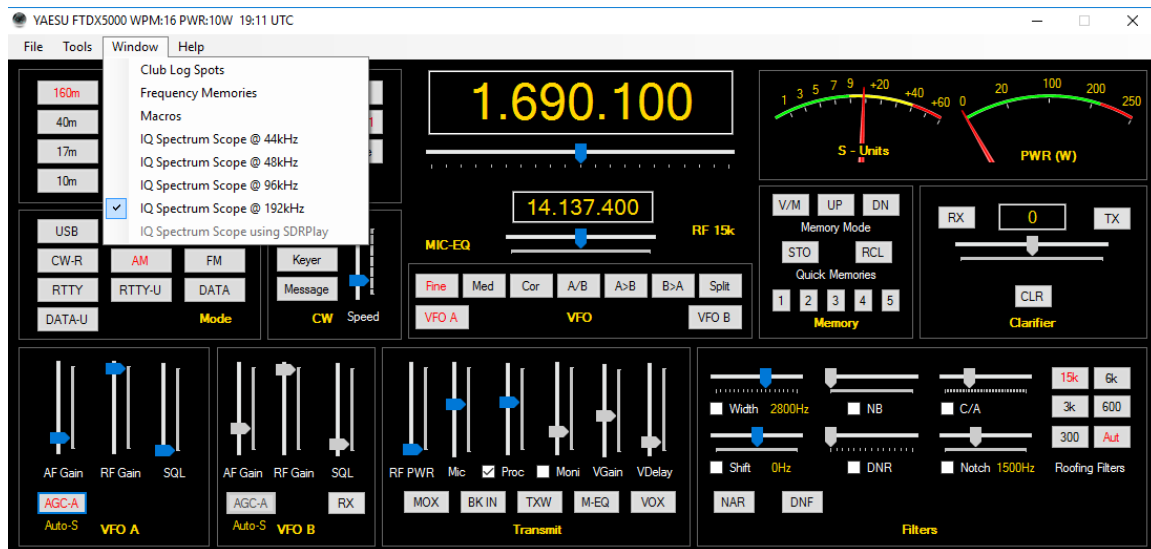 YAESU FTDX5000 WPM:16 PWR:10W 19:11 UTC
File Tools Window Help
Club Log Spots
Frequency Memories
Macros
IQ Spectrum Scope @ 44kHz
IQ Spectrum Scope @ 48kHz
IQ Spectrum Scope @ 96kHz
IQ Spectrum Scope @ 192kHz
IQ Spectrum Scope using SDRPlay
160m
40m
17m
10m
1
USB
CW-R AM FM
RTTY RTTY-U DATA
DATA-U Mode
Keyer
Message
CW Speed
1.690.100
14.137.400
MIC-EQ RF 15k
Fine Med Cor A/B A>B B>A Split
VFO A VFO VFO B
1 3 5 7 9 +20 +40 +60
S - Units
0 20 100 200 250
PWR (W)
V/M UP DN
Memory Mode
STO RCL
Quick Memories
1 2 3 4 5
Memory
RX 0 TX
CLR
Clarifier
AF Gain RF Gain SQL
AGC-A
Auto-S VFO A
AF Gain RF Gain SQL
AGC-A RX
Auto-S VFO B
RF PWR Mic Proc Moni VGain VDelay
MOX BK IN TXW M-EQ VOX
Transmit
Width 2800Hz NB C/A
Shift 0Hz DNR Notch 1500Hz
NAR DNF
15k 6k
3k 600
300 Aut
Roofing Filters
Filters